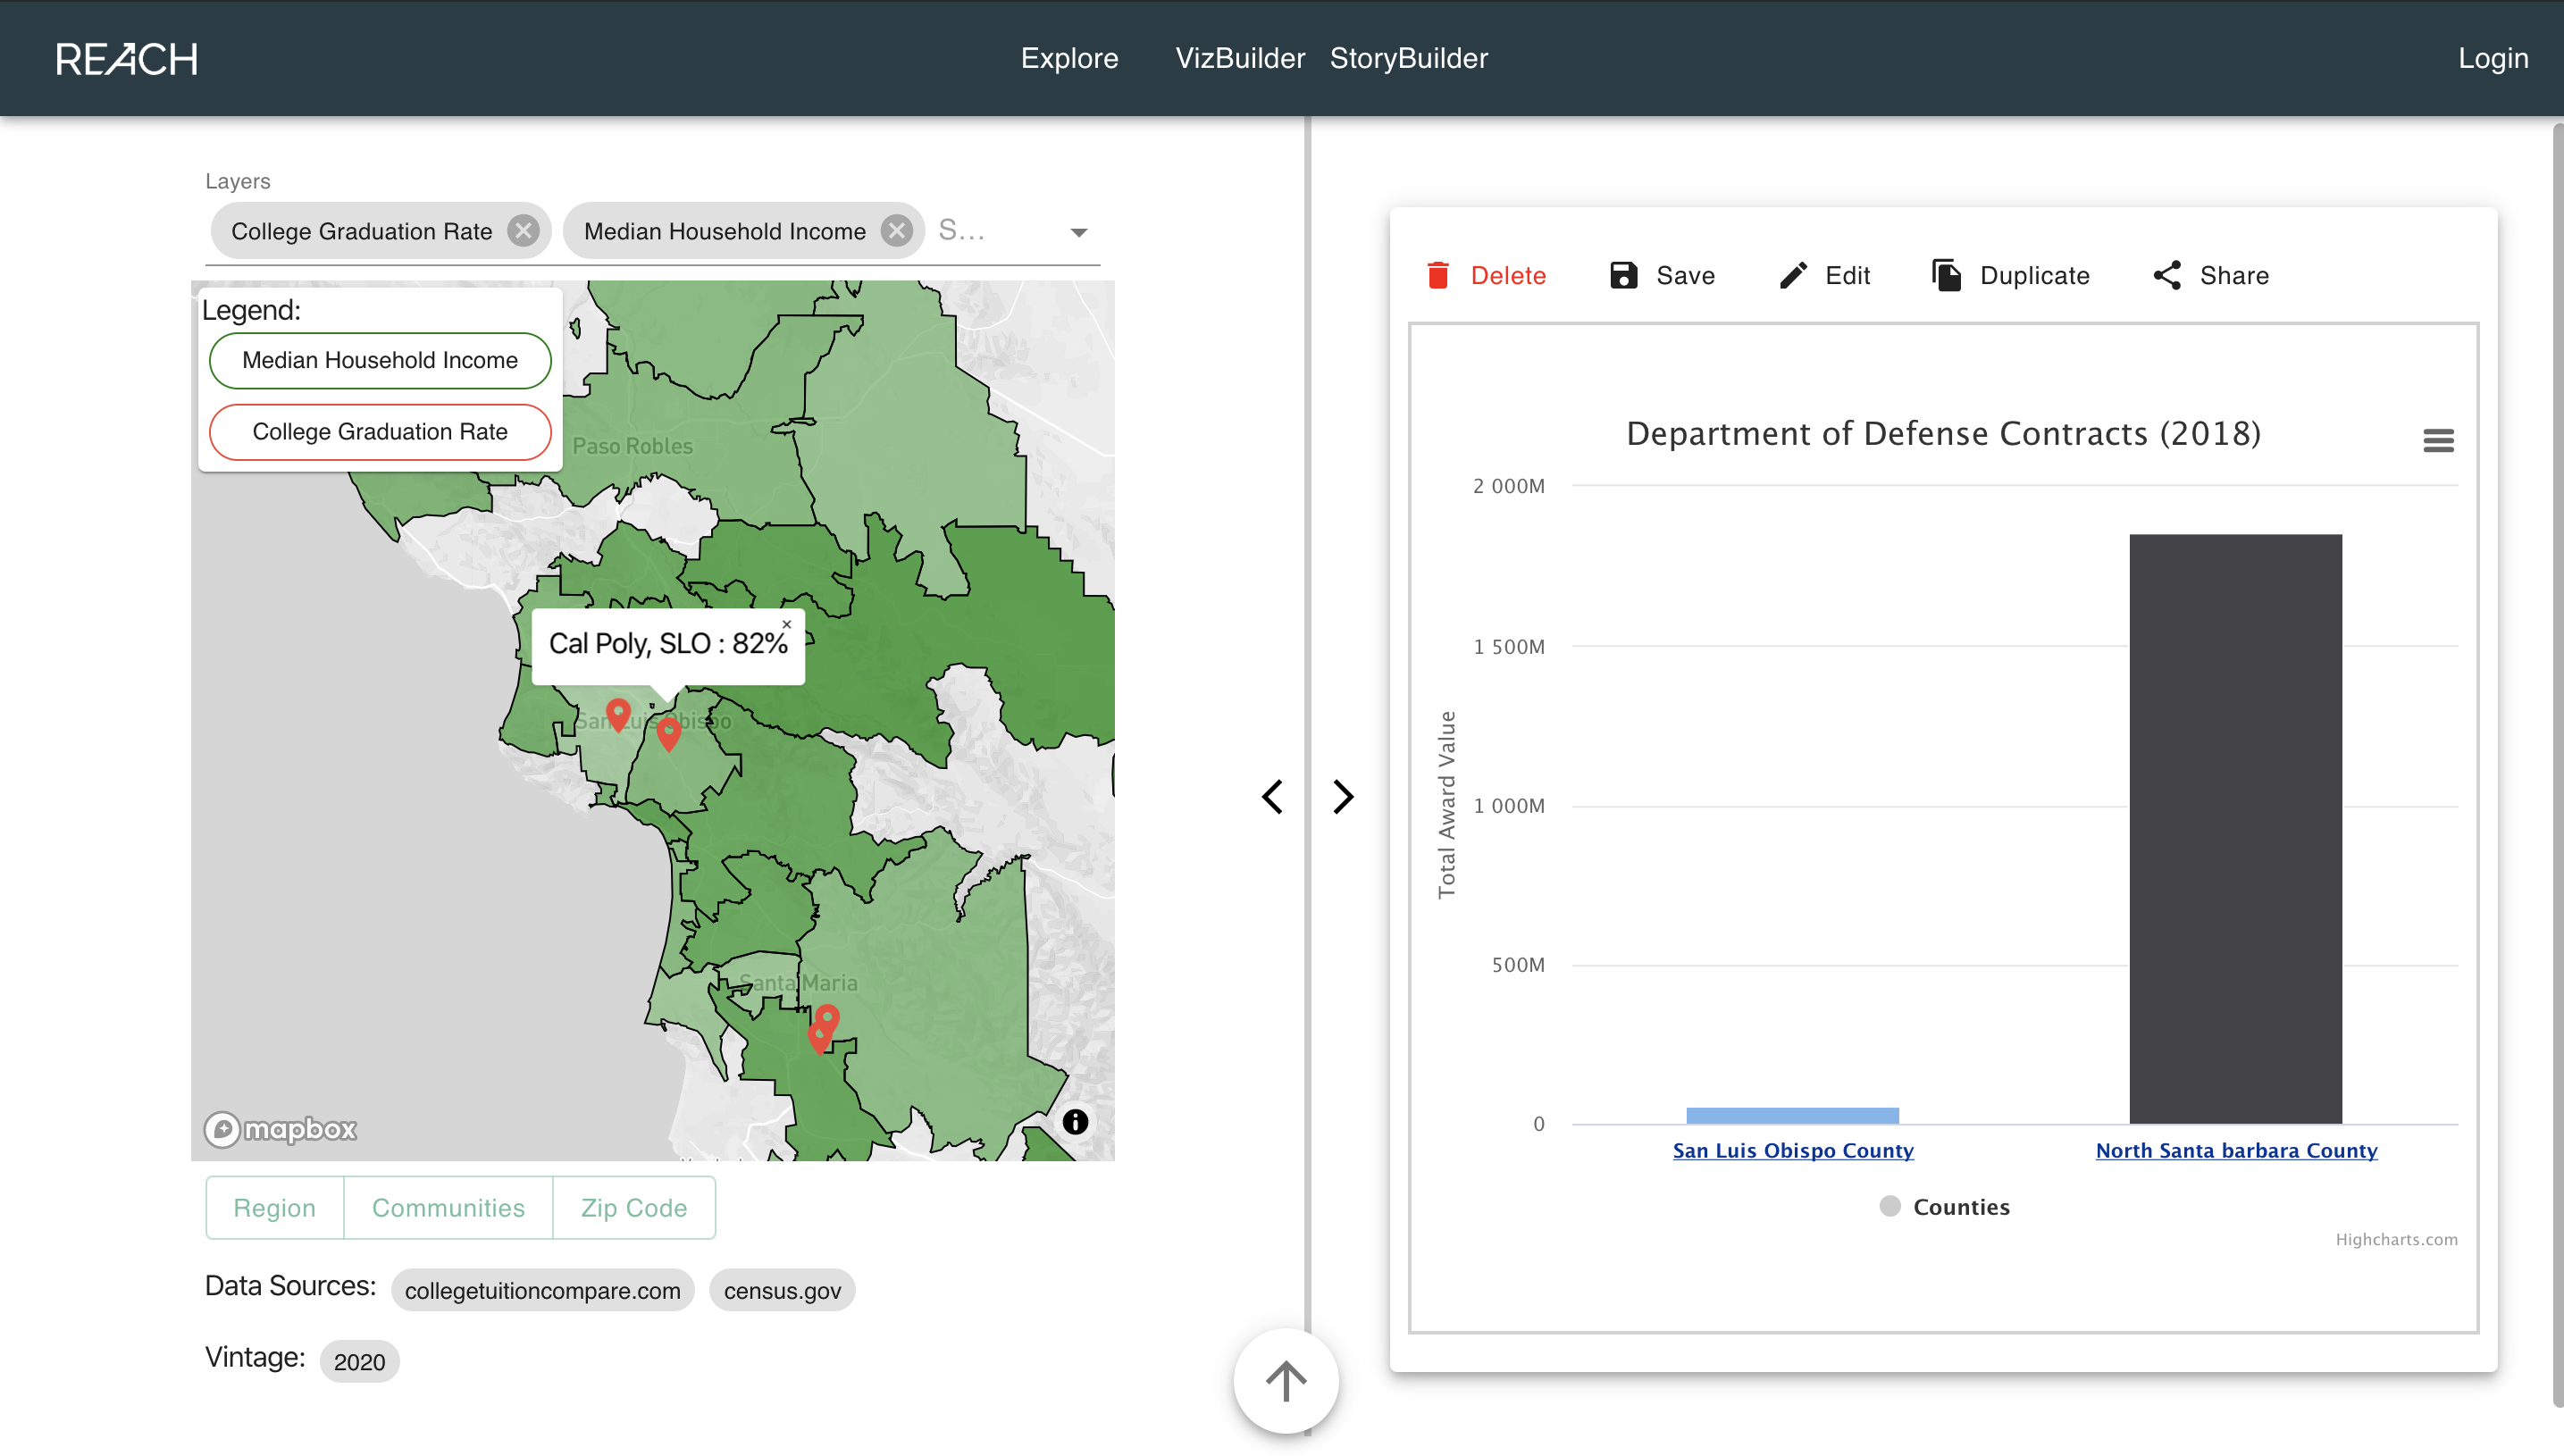 REACH
Explore
VizBuilder
StoryBuilder
Login
Layers
College Graduation Rate
Median Household Income
S...
Legend:
Median Household Income
College Graduation Rate
Paso Robles
Cal Poly, SLO : 82%
×
San Luis Obispo
Santa Maria
mapbox
Region
Communities
Zip Code
Data Sources:
collegetuitioncompare.com
census.gov
Vintage:
2020
Delete
Save
Edit
Duplicate
Share
Department of Defense Contracts (2018)
Total Award Value
2 000M
1 500M
1 000M
500M
0
San Luis Obispo County
North Santa barbara County
Counties
Highcharts.com